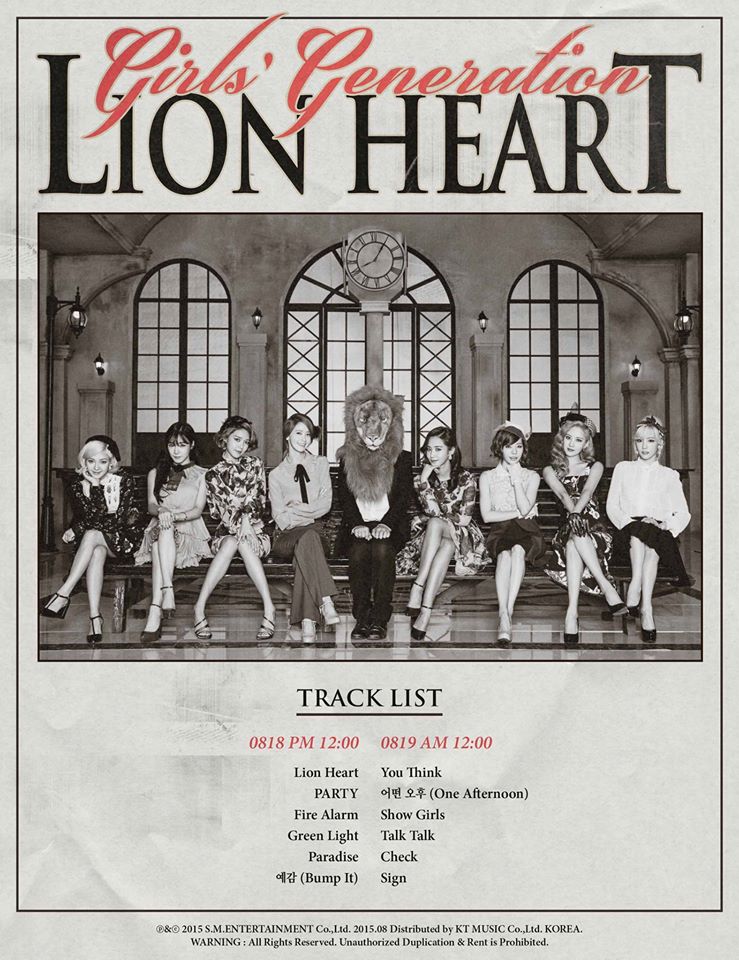 Girls' Generation
LION HEART
TRACK LIST
0818 PM 12:00
Lion Heart
PARTY
Fire Alarm
Green Light
Paradise
예감 (Bump It)
0819 AM 12:00
You Think
어떤 오후 (One Afternoon)
Show Girls
Talk Talk
Check
Sign
℗&ⓒ 2015 S.M.ENTERTAINMENT Co.,Ltd. 2015.08 Distributed by KT MUSIC Co.,Ltd. KOREA.
WARNING : All Rights Reserved. Unauthorized Duplication & Rent is Prohibited.